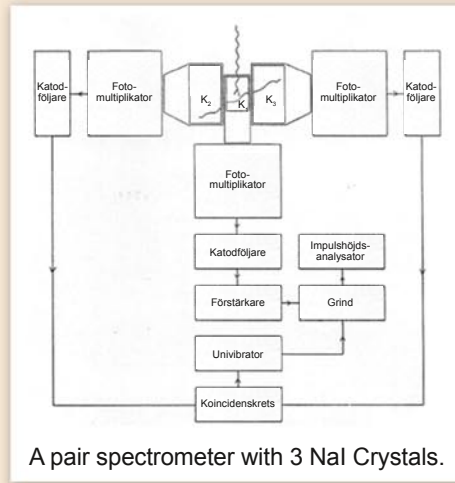 Katod-
följare
Foto-
multiplikator
K2
K1
K3
Foto-
multiplikator
Katod-
följare
Foto-
multiplikator
Katodföljare
Impulshöjds-
analysator
Förstärkare
Grind
Univibrator
Koincidenskrets
A pair spectrometer with 3 NaI Crystals.